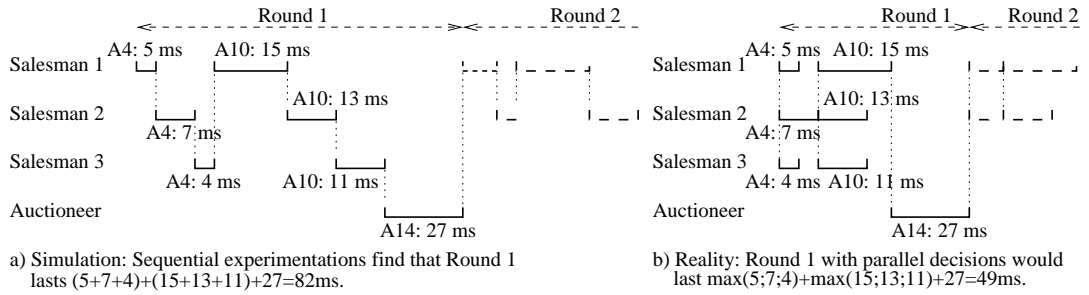 Round 1
Round 2
A4: 5 ms
A10: 15 ms
Salesman 1
A10: 13 ms
Salesman 2
A4: 7 ms
Salesman 3
A4: 4 ms
A10: 11 ms
Auctioneer
A14: 27 ms
a) Simulation: Sequential experimentations find that Round 1
lasts (5+7+4)+(15+13+11)+27=82ms.
Round 1
Round 2
A4: 5 ms
A10: 15 ms
Salesman 1
A10: 13 ms
Salesman 2
A4: 7 ms
Salesman 3
A4: 4 ms
A10: 11 ms
Auctioneer
A14: 27 ms
b) Reality: Round 1 with parallel decisions would
last max(5;7;4)+max(15;13;11)+27=49ms.